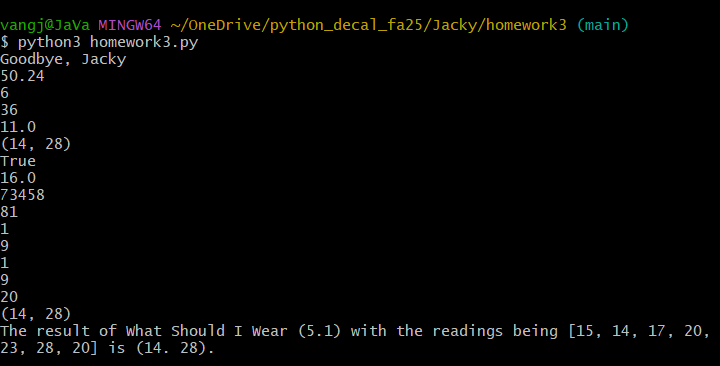 vangj@JaVa MINGW64 ~/OneDrive/python_decal_fa25/Jacky/homework3 (main)
$ python3 homework3.py
Goodbye, Jacky
50.24
6
36
11.0
(14, 28)
True
16.0
73458
81
1
9
1
9
20
(14, 28)
The result of What Should I Wear (5.1) with the readings being [15, 14, 17, 20,
23, 28, 20] is (14. 28).